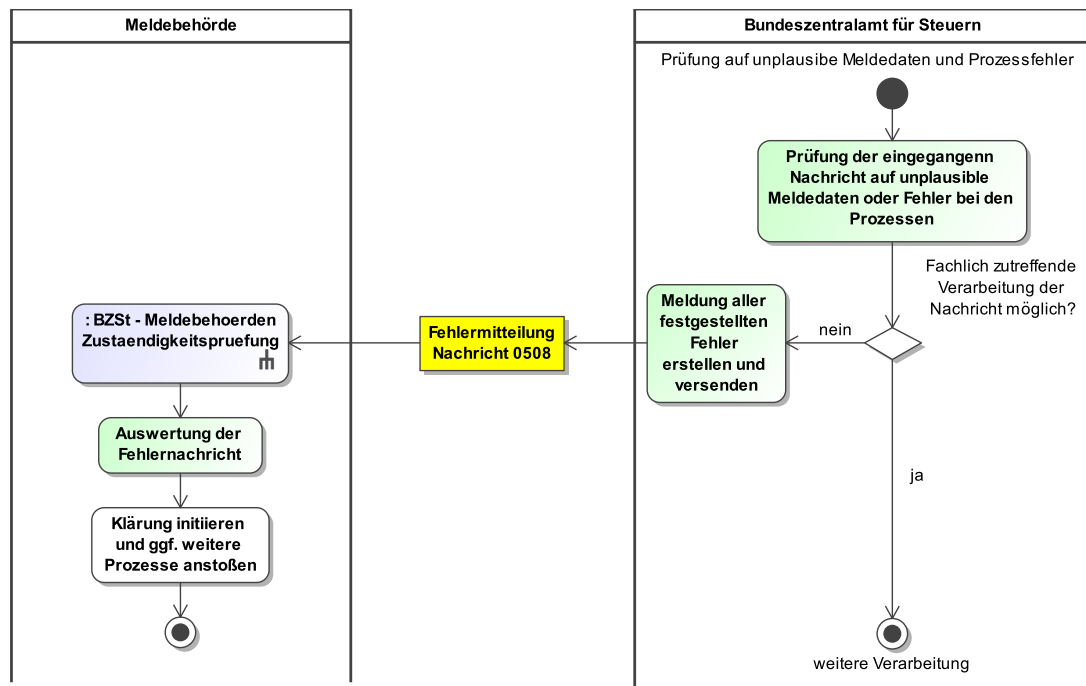 Meldebehörde
Bundeszentralamt für Steuern
Prüfung auf unplausibe Meldedaten und Prozessfehler
Prüfung der eingegangenn
Nachricht auf unplausible
Meldedaten oder Fehler bei den
Prozessen
Fachlich zutreffende
Verarbeitung der
Nachricht möglich?
nein
Meldung aller
festgestellten
Fehler
erstellen und
versenden
Fehlermitteilung
Nachricht 0508
: BZSt - Meldebehoerden
Zustaendigkeitspruefung
Auswertung der
Fehlernachricht
Klärung initiieren
und ggf. weitere
Prozesse anstoßen
ja
weitere Verarbeitung